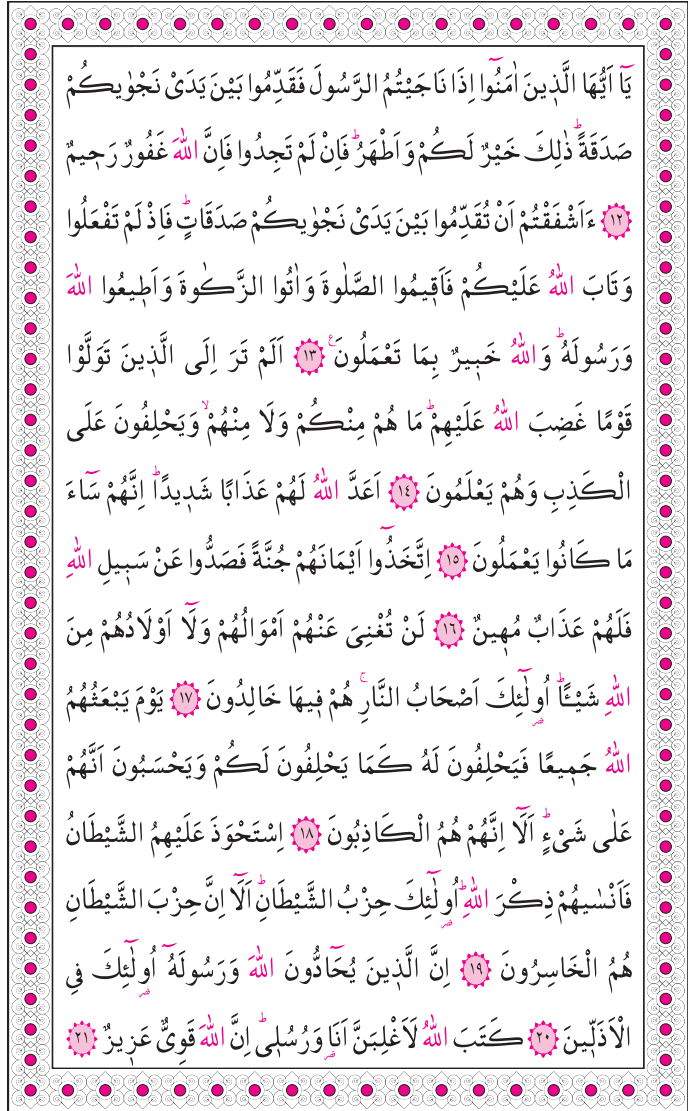 يَٓا اَيُّهَا الَّذ۪ينَ اٰمَنُٓوا اِذَا نَاجَيْتُمُ الرَّسُولَ فَقَدِّمُوا بَيْنَ يَدَىْ نَجْوٰيكُمْ
صَدَقَةًۜ ذٰلِكَ خَيْرٌ لَكُمْ وَاَطْهَرُۜ فَاِنْ لَمْ تَجِدُوا فَاِنَّ اللّٰهَ غَفُورٌ رَح۪يمٌ
﴿١٢﴾ ءَاَشْفَقْتُمْ اَنْ تُقَدِّمُوا بَيْنَ يَدَىْ نَجْوٰيكُمْ صَدَقَاتٍۜ فَاِذْ لَمْ تَفْعَلُوا
وَتَابَ اللّٰهُ عَلَيْكُمْ فَاَق۪يمُوا الصَّلٰوةَ وَاٰتُوا الزَّكٰوةَ وَاَط۪يعُوا اللّٰهَ
وَرَسُولَهُۜ وَاللّٰهُ خَب۪يرٌ بِمَا تَعْمَلُونَ۟ ﴿١٣﴾ اَلَمْ تَرَ اِلَى الَّذ۪ينَ تَوَلَّوْا
قَوْمًا غَضِبَ اللّٰهُ عَلَيْهِمْۜ مَا هُمْ مِنْكُمْ وَلَا مِنْهُمْۙ وَيَحْلِفُونَ عَلَى
الْكَذِبِ وَهُمْ يَعْلَمُونَ ﴿١٤﴾ اَعَدَّ اللّٰهُ لَهُمْ عَذَابًا شَد۪يدًاۜ اِنَّهُمْ سَٓاءَ
مَا كَانُوا يَعْمَلُونَ ﴿١٥﴾ اِتَّخَذُٓوا اَيْمَانَهُمْ جُنَّةً فَصَدُّوا عَنْ سَب۪يلِ اللّٰهِ
فَلَهُمْ عَذَابٌ مُه۪ينٌ ﴿١٦﴾ لَنْ تُغْنِىَ عَنْهُمْ اَمْوَالُهُمْ وَلَٓا اَوْلَادُهُمْ مِنَ
اللّٰهِ شَيْـًٔاۜ اُو۬لٰٓئِكَ اَصْحَابُ النَّارِۚ هُمْ ف۪يهَا خَالِدُونَ ﴿١٧﴾ يَوْمَ يَبْعَثُهُمُ
اللّٰهُ جَم۪يعًا فَيَحْلِفُونَ لَهُ كَمَا يَحْلِفُونَ لَكُمْ وَيَحْسَبُونَ اَنَّهُمْ
عَلٰى شَىْءٍۜ اَلَٓا اِنَّهُمْ هُمُ الْكَاذِبُونَ ﴿١٨﴾ اِسْتَحْوَذَ عَلَيْهِمُ الشَّيْطَانُ
فَاَنْسٰيهُمْ ذِكْرَ اللّٰهِۜ اُو۬لٰٓئِكَ حِزْبُ الشَّيْطَانِۜ اَلَٓا اِنَّ حِزْبَ الشَّيْطَانِ
هُمُ الْخَاسِرُونَ ﴿١٩﴾ اِنَّ الَّذ۪ينَ يُحَٓادُّونَ اللّٰهَ وَرَسُولَهُٓ اُو۬لٰٓئِكَ فِى
الْاَذَلّ۪ينَ ﴿٢٠﴾ كَتَبَ اللّٰهُ لَاَغْلِبَنَّ اَنَا۬ وَرُسُل۪ىۜ اِنَّ اللّٰهَ قَوِىٌّ عَز۪يزٌ ﴿٢١﴾